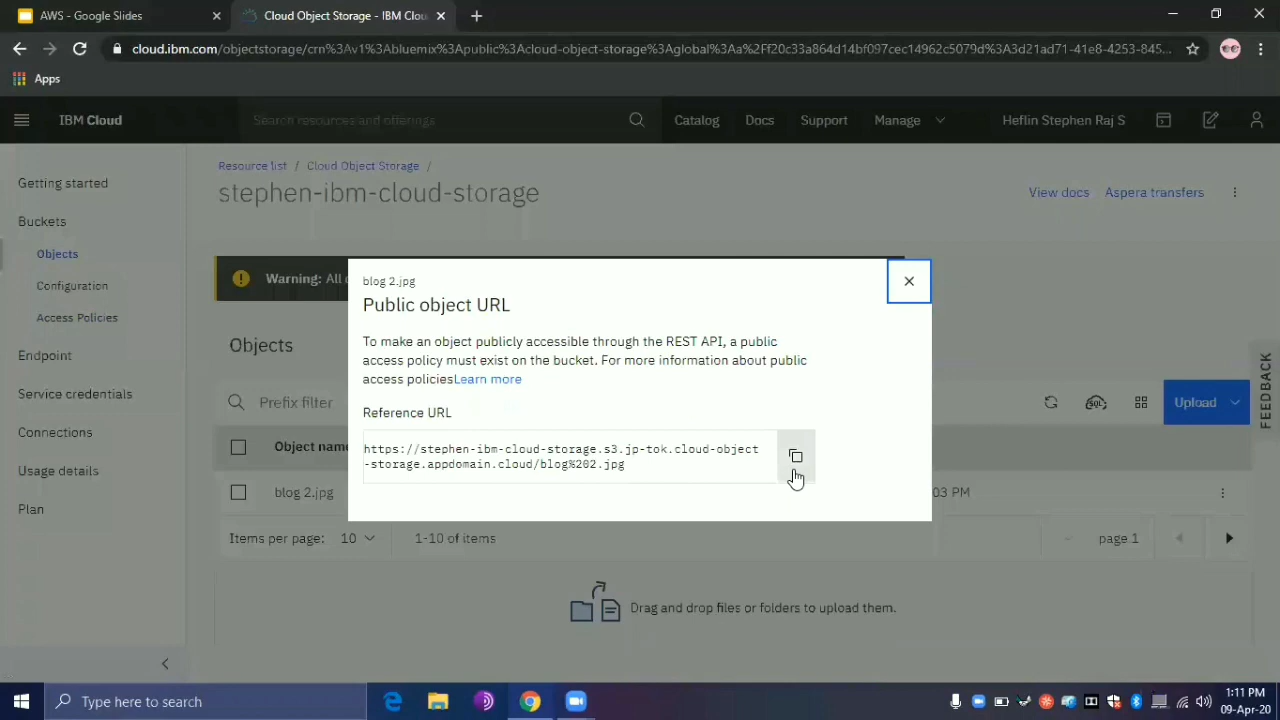 AWS - Google Slides
Cloud Object Storage - IBM Clou
cloud.ibm.com/objectstorage/crn%3Av1%3Abluemix%3Apublic%3Acloud-object-storage%3Aglobal%3Aa%2Ff20c33a864d14bf097cec14962c5079d%3A3d21ad71-41e8-4253-845...
Apps
IBM Cloud
Search resources and offerings
Catalog
Docs
Support
Manage
Heflin Stephen Raj S
Getting started
Buckets
Objects
Configuration
Access Policies
Endpoint
Service credentials
Connections
Usage details
Plan
Resource list / Cloud Object Storage /
stephen-ibm-cloud-storage
View docs
Aspera transfers
Warning: All
blog 2.jpg
Public object URL
To make an object publicly accessible through the REST API, a public
access policy must exist on the bucket. For more information about public
access policiesLearn more
Reference URL
https://stephen-ibm-cloud-storage.s3.jp-tok.cloud-object
-storage.appdomain.cloud/blog%202.jpg
Objects
Prefix filter
SQL
Upload
FEEDBACK
Object name
blog 2.jpg
03 PM
Items per page: 10
1-10 of items
page 1
Drag and drop files or folders to upload them.
Type here to search
1:11 PM
09-Apr-20